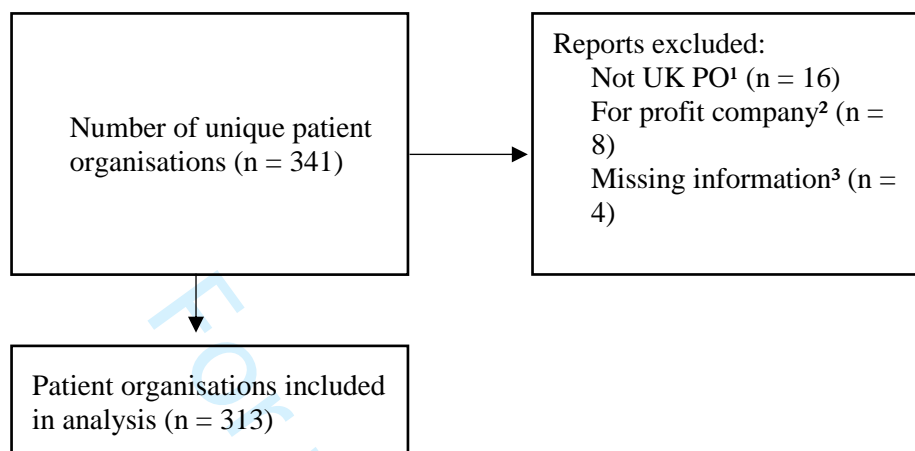 Number of unique patient
organisations (n = 341)
Reports excluded:
Not UK PO¹ (n = 16)
For profit company² (n =
8)
Missing information³ (n =
4)
Patient organisations included
in analysis (n = 313)
For